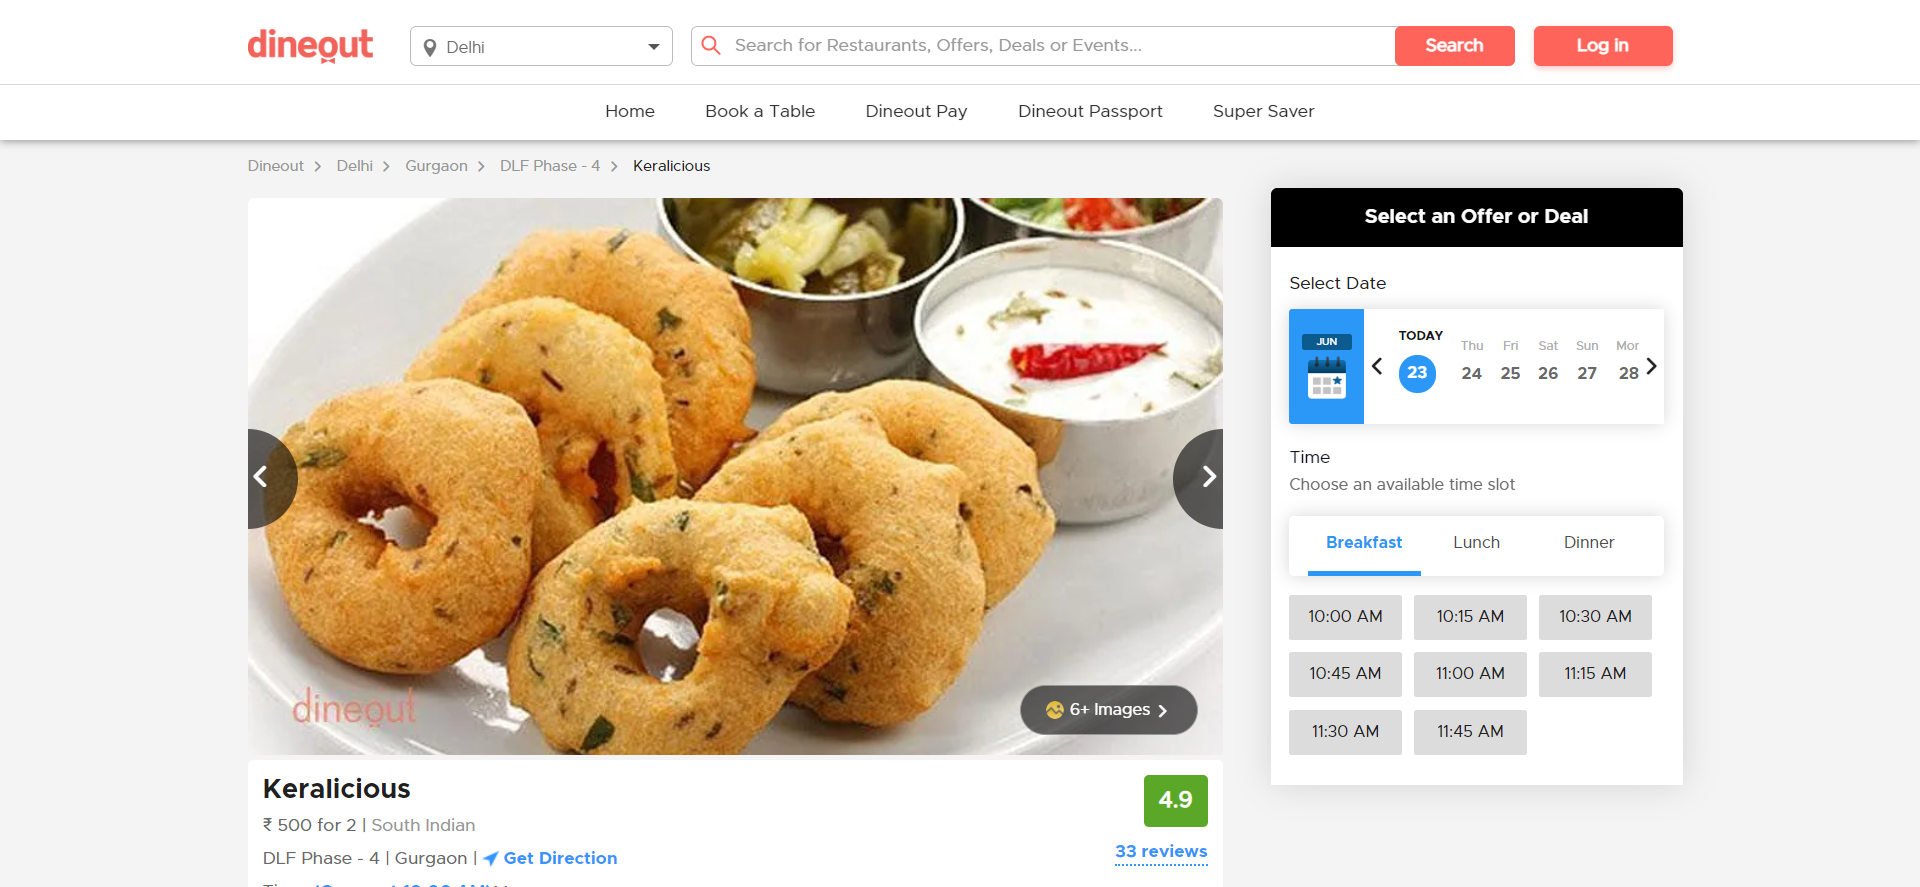 dineout
Delhi
Search for Restaurants, Offers, Deals or Events...
Search
Log in
Home
Book a Table
Dineout Pay
Dineout Passport
Super Saver
Dineout
Delhi
Gurgaon
DLF Phase - 4
Keralicious
dineout
6+ Images
Keralicious
₹ 500 for 2 | South Indian
DLF Phase - 4 | Gurgaon | Get Direction
4.9
33 reviews
Select an Offer or Deal
Select Date
JUN
TODAY Thu Fri Sat Sun Mor
23 24 25 26 27 28
Time
Choose an available time slot
Breakfast Lunch Dinner
10:00 AM 10:15 AM 10:30 AM
10:45 AM 11:00 AM 11:15 AM
11:30 AM 11:45 AM